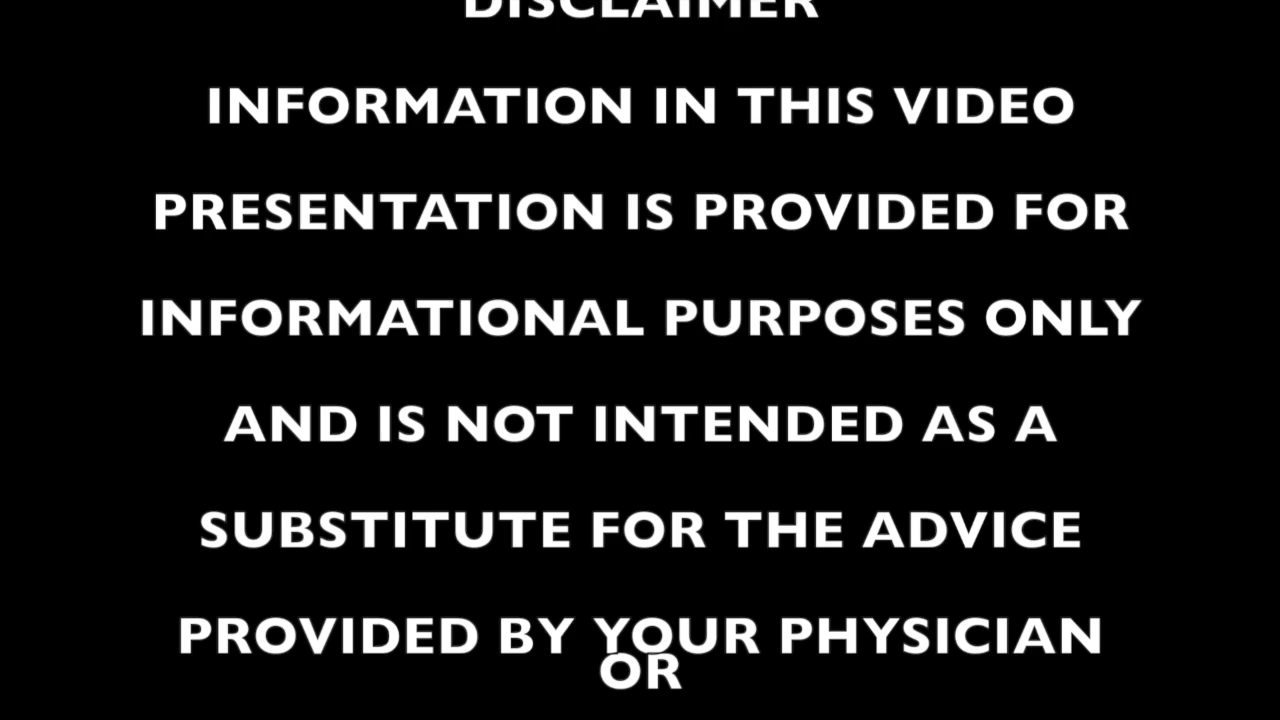 DISCLAIMER
INFORMATION IN THIS VIDEO
PRESENTATION IS PROVIDED FOR
INFORMATIONAL PURPOSES ONLY
AND IS NOT INTENDED AS A
SUBSTITUTE FOR THE ADVICE
PROVIDED BY YOUR PHYSICIAN
OR